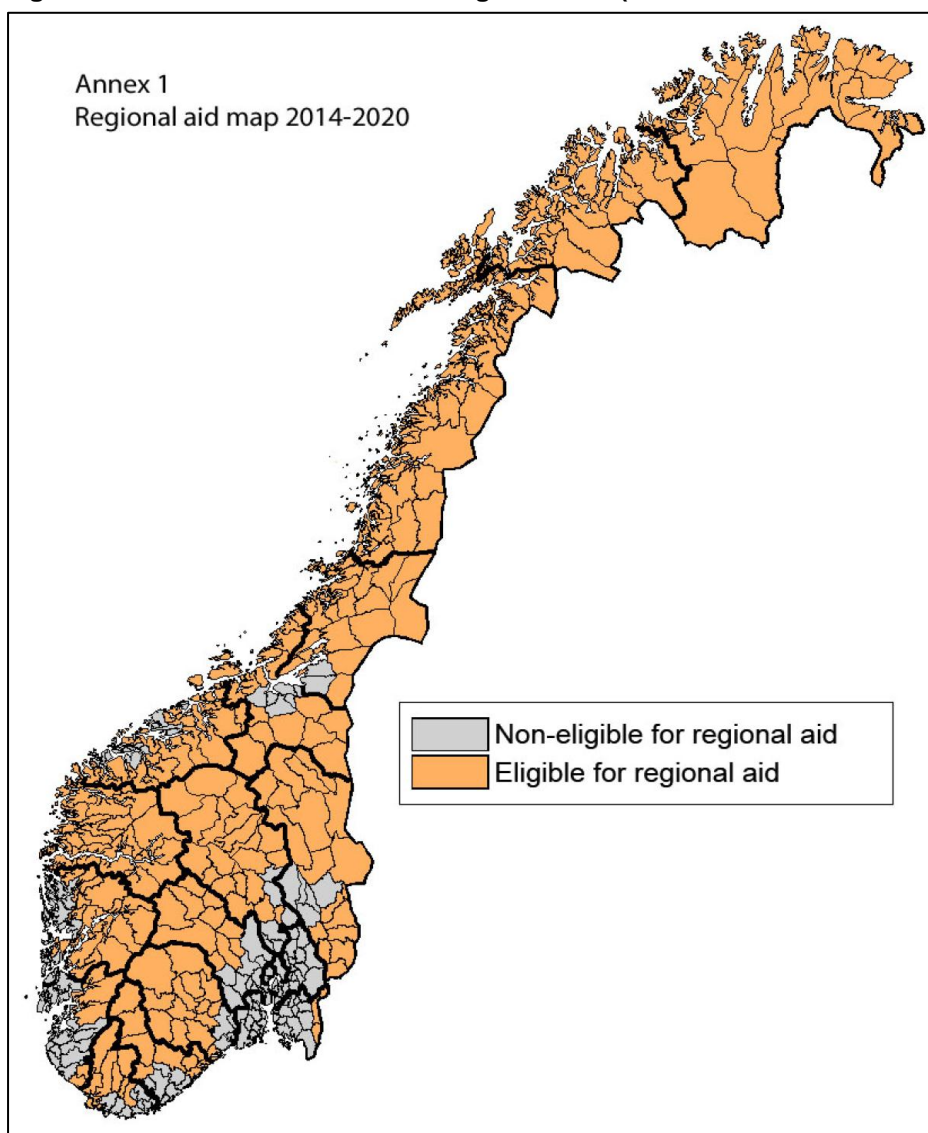 Annex 1
Regional aid map 2014-2020
Non-eligible for regional aid
Eligible for regional aid